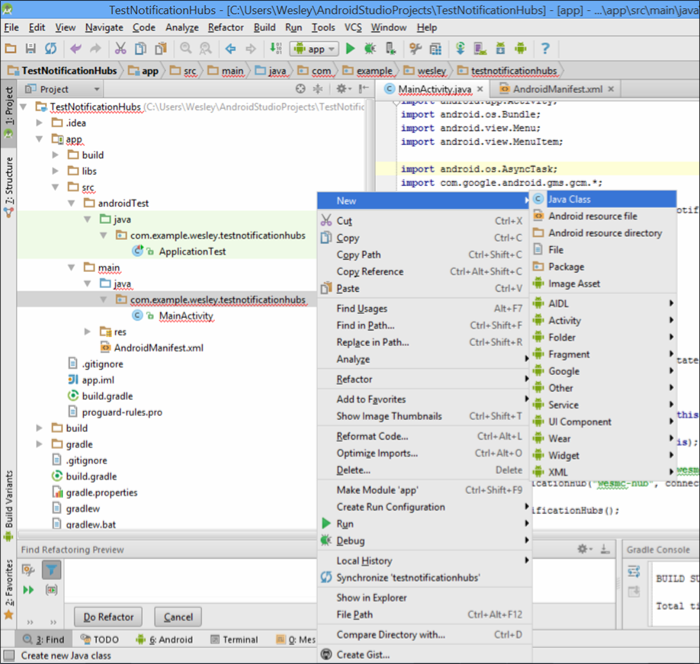 TestNotificationHubs - [C:\Users\Wesley\AndroidStudioProjects\TestNotificationHubs] - [app] - ...\app\src\main\java
File Edit View Navigate Code Analyze Refactor Build Run Tools VCS Window Help
app
TestNotificationHubs app src main java com example wesley testnotificationhubs
1: Project
7: Structure
Build Variants
2: Favorites
Project
TestNotificationHubs (C:\Users\Wesley\AndroidStudioProjects\TestNotific
.idea
app
build
libs
src
androidTest
java
com.example.wesley.testnotificationhubs
ApplicationTest
main
java
com.example.wesley.testnotificationhubs
MainActivity
res
AndroidManifest.xml
.gitignore
app.iml
build.gradle
proguard-rules.pro
build
gradle
.gitignore
build.gradle
gradle.properties
gradlew
gradlew.bat
MainActivity.java AndroidManifest.xml
import android.app.Activity;
import android.os.Bundle;
import android.view.Menu;
import android.view.MenuItem;
import android.os.AsyncTask;
import com.google.android.gms.gcm.*;
New
Cut Ctrl+X
Copy Ctrl+C
Copy Path Ctrl+Shift+C
Copy Reference Ctrl+Alt+Shift+C
Paste Ctrl+V
Find Usages Alt+F7
Find in Path... Ctrl+Shift+F
Replace in Path... Ctrl+Shift+R
Analyze
Refactor
Add to Favorites
Show Image Thumbnails Ctrl+Shift+T
Reformat Code... Ctrl+Alt+L
Optimize Imports... Ctrl+Alt+O
Delete... Delete
Make Module 'app' Ctrl+Shift+F9
Create Run Configuration
Run
Debug
Local History
Synchronize 'testnotificationhubs'
Show in Explorer
File Path Ctrl+Alt+F12
Compare Directory with... Ctrl+D
Create Gist...
Java Class
Android resource file
Android resource directory
File
Package
Image Asset
AIDL
Activity
Folder
Fragment
Google
Other
Service
UI Component
Wear
Widget
XML
otif
tate
this
is);
wesm
icationHub("wesmc-hub", connec
ificationHubs();
Find Refactoring Preview
Do Refactor Cancel
Gradle Console
BUILD SU
Total ti
3: Find TODO 6: Android Terminal 0: Mes
Create new Java class